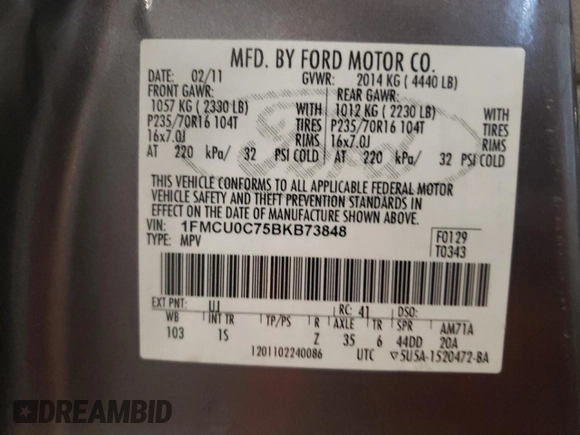 MFD. BY FORD MOTOR CO.
DATE: 02/11 GVWR: 2014 KG ( 4440 LB)
FRONT GAWR: REAR GAWR:
1057 KG ( 2330 LB) WITH 1012 KG ( 2230 LB) WITH
P235/70R16 104T TIRES P235/70R16 104T TIRES
16x7.0J RIMS 16x7.0J RIMS
AT 220 kPa/ 32 PSI COLD AT 220 kPa/ 32 PSI COLD
THIS VEHICLE CONFORMS TO ALL APPLICABLE FEDERAL MOTOR
VEHICLE SAFETY AND THEFT PREVENTION STANDARDS IN
EFFECT ON THE DATE OF MANUFACTURE SHOWN ABOVE.
VIN: 1FMCU0C75BKB73848 F0129
TYPE: MPV T0343
EXT PNT: UJ RC: 41 DSO:
WB INT TR TP/PS R AXLE TR SPR AM71A
103 1S Z 35 6 44DD 20A
1201102240086 UTC ▽5U5A-1520472-BA
DREAMBID